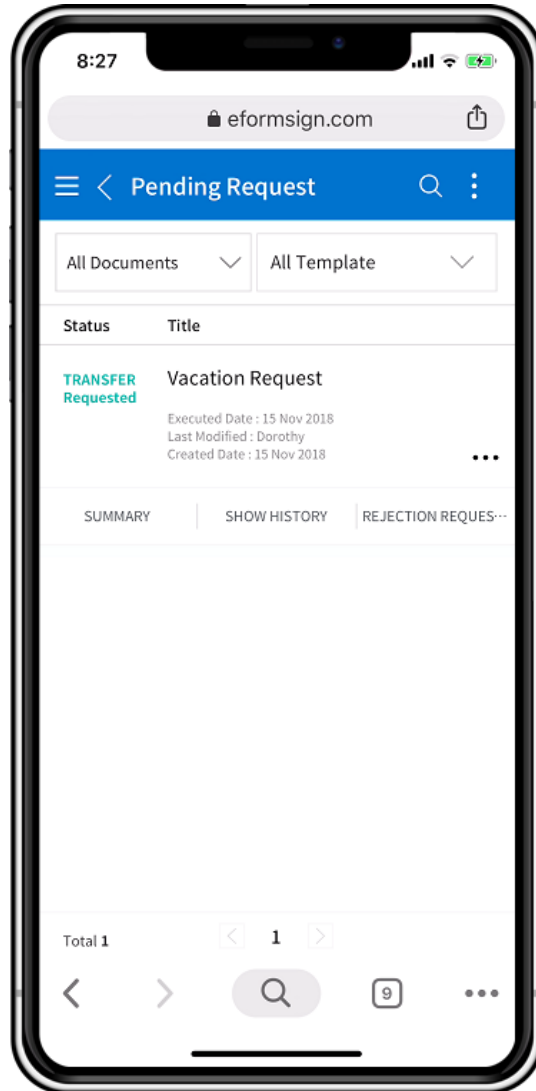 8:27
eformsign.com
Pending Request
All Documents
All Template
Status Title
TRANSFER
Requested
Vacation Request
Executed Date : 15 Nov 2018
Last Modified : Dorothy
Created Date : 15 Nov 2018
SUMMARY
SHOW HISTORY
REJECTION REQUES···
Total 1
1
9